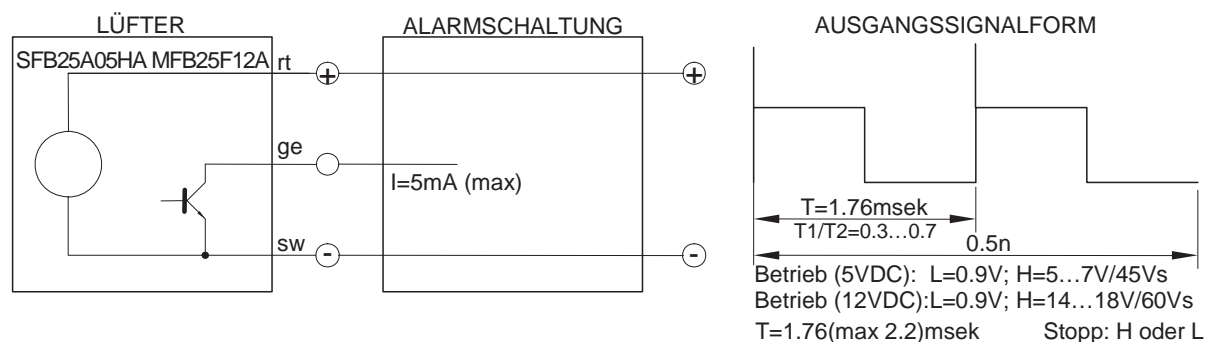 LÜFTER
ALARMSCHALTUNG
AUSGANGSSIGNALFORM
SFB25A05HA MFB25F12A
rt
+
+
ge
I=5mA (max)
sw
-
-
T=1.76msek
T1/T2=0.3…0.7
0.5n
Betrieb (5VDC): L=0.9V; H=5…7V/45Vs
Betrieb (12VDC):L=0.9V; H=14…18V/60Vs
T=1.76(max 2.2)msek Stopp: H oder L